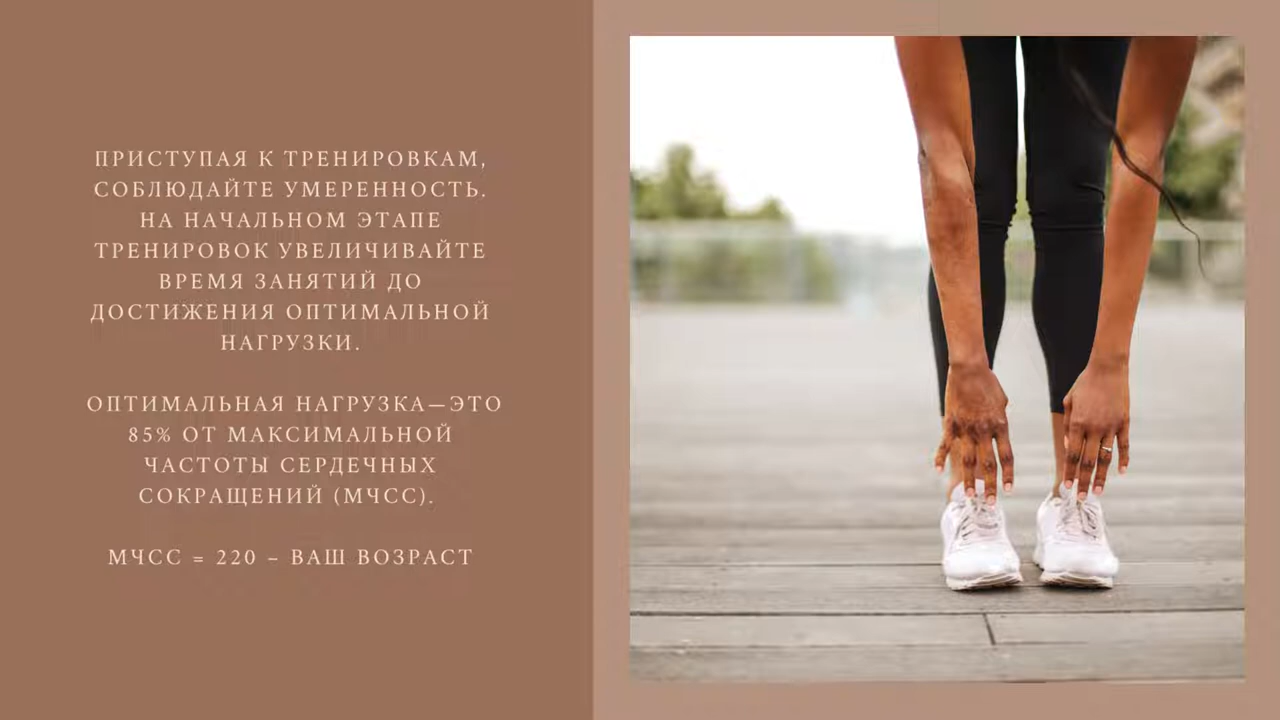 ПРИСТУПАЯ К ТРЕНИРОВКАМ,
СОБЛЮДАЙТЕ УМЕРЕННОСТЬ.
НА НАЧАЛЬНОМ ЭТАПЕ
ТРЕНИРОВОК УВЕЛИЧИВАЙТЕ
ВРЕМЯ ЗАНЯТИЙ ДО
ДОСТИЖЕНИЯ ОПТИМАЛЬНОЙ
НАГРУЗКИ.
ОПТИМАЛЬНАЯ НАГРУЗКА—ЭТО
85% ОТ МАКСИМАЛЬНОЙ
ЧАСТОТЫ СЕРДЕЧНЫХ
СОКРАЩЕНИЙ (МЧСС).
МЧСС = 220 – ВАШ ВОЗРАСТ